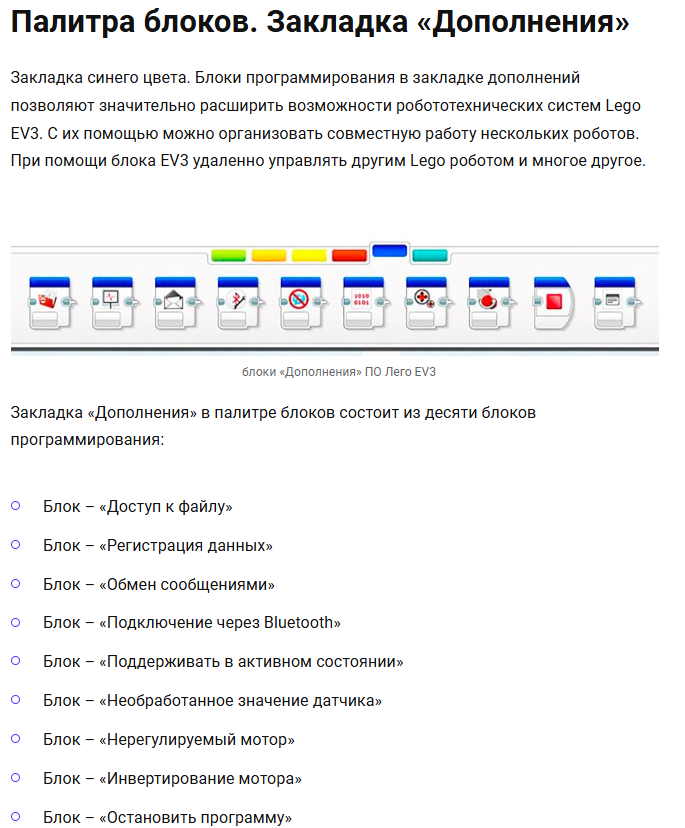 Палитра блоков. Закладка «Дополнения»
Закладка синего цвета. Блоки программирования в закладке дополнений
позволяют значительно расширить возможности робототехнических систем Lego
EV3. С их помощью можно организовать совместную работу нескольких роботов.
При помощи блока EV3 удаленно управлять другим Lego роботом и многое другое.
1010
0101
блоки «Дополнения» ПО Лего EV3
Закладка «Дополнения» в палитре блоков состоит из десяти блоков
программирования:
Блок – «Доступ к файлу»
Блок – «Регистрация данных»
Блок – «Обмен сообщениями»
Блок – «Подключение через Bluetooth»
Блок – «Поддерживать в активном состоянии»
Блок – «Необработанное значение датчика»
Блок – «Нерегулируемый мотор»
Блок – «Инвертирование мотора»
Блок – «Остановить программу»